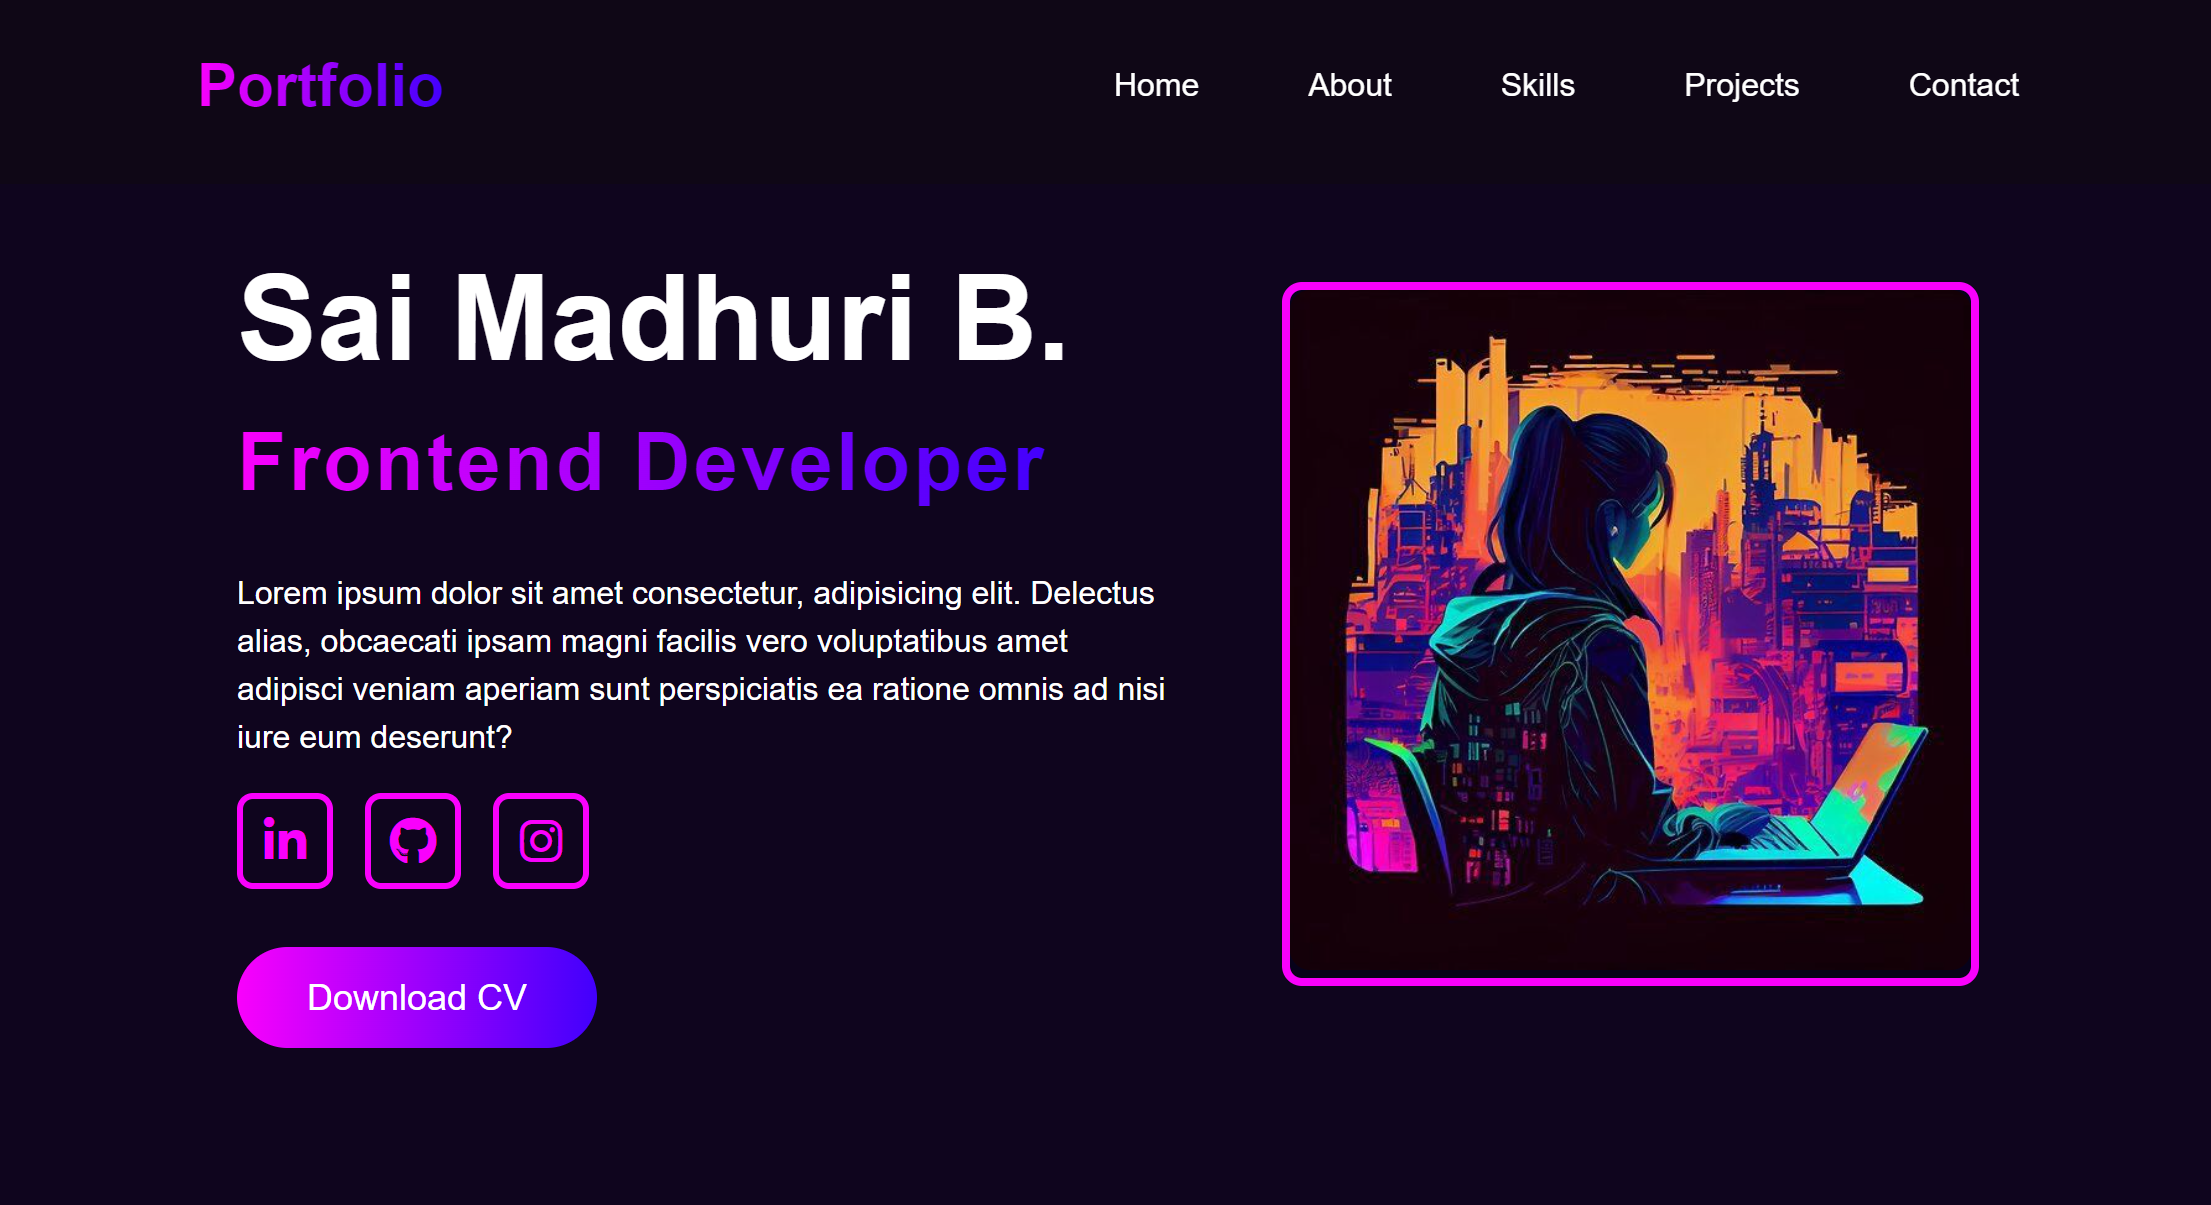 Portfolio
Home About Skills Projects Contact
Sai Madhuri B.
Frontend Developer
Lorem ipsum dolor sit amet consectetur, adipisicing elit. Delectus
alias, obcaecati ipsam magni facilis vero voluptatibus amet
adipisci veniam aperiam sunt perspiciatis ea ratione omnis ad nisi
iure eum deserunt?
in
Download CV